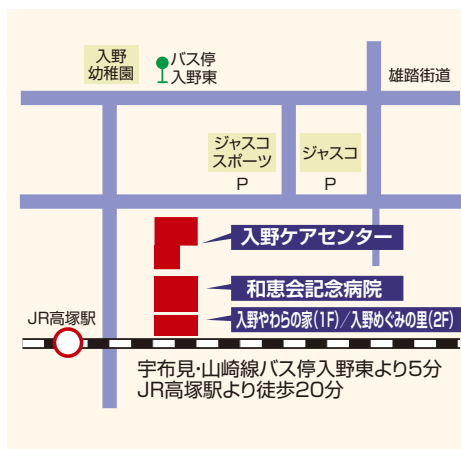 入野
幼稚園
バス停
入野東
雄踏街道
ジャスコ
スポーツ
P
ジャスコ
P
入野ケアセンター
和恵会記念病院
入野やわらの家(1F)/入野めぐみの里(2F)
JR高塚駅
宇布見・山崎線バス停入野東より5分
JR高塚駅より徒歩20分